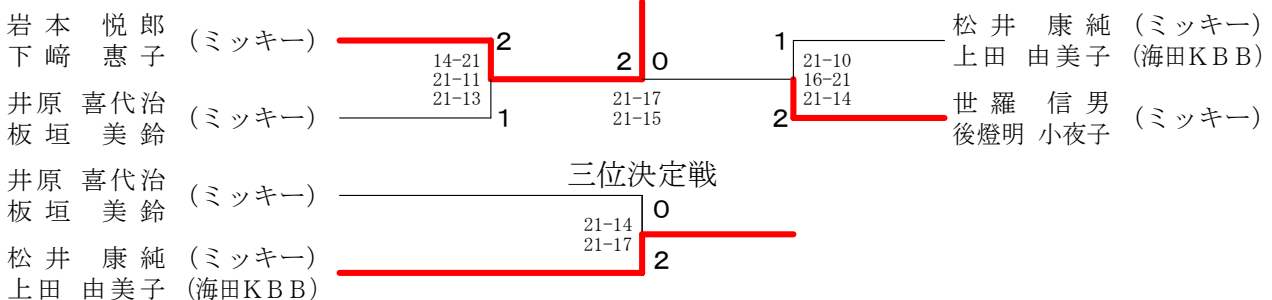 岩本 悦郎 (ミッキー)
下﨑 惠子
2
14-21
21-11
21-13
井原 喜代治 (ミッキー)
板垣 美鈴
1
2 0
21-17
21-15
松井 康純 (ミッキー)
上田 由美子 (海田KBB)
1
21-10
16-21
21-14
世羅 信男 (ミッキー)
後燈明 小夜子
2
三位決定戦
井原 喜代治 (ミッキー)
板垣 美鈴
0
21-14
21-17
松井 康純 (ミッキー)
上田 由美子 (海田KBB)
2